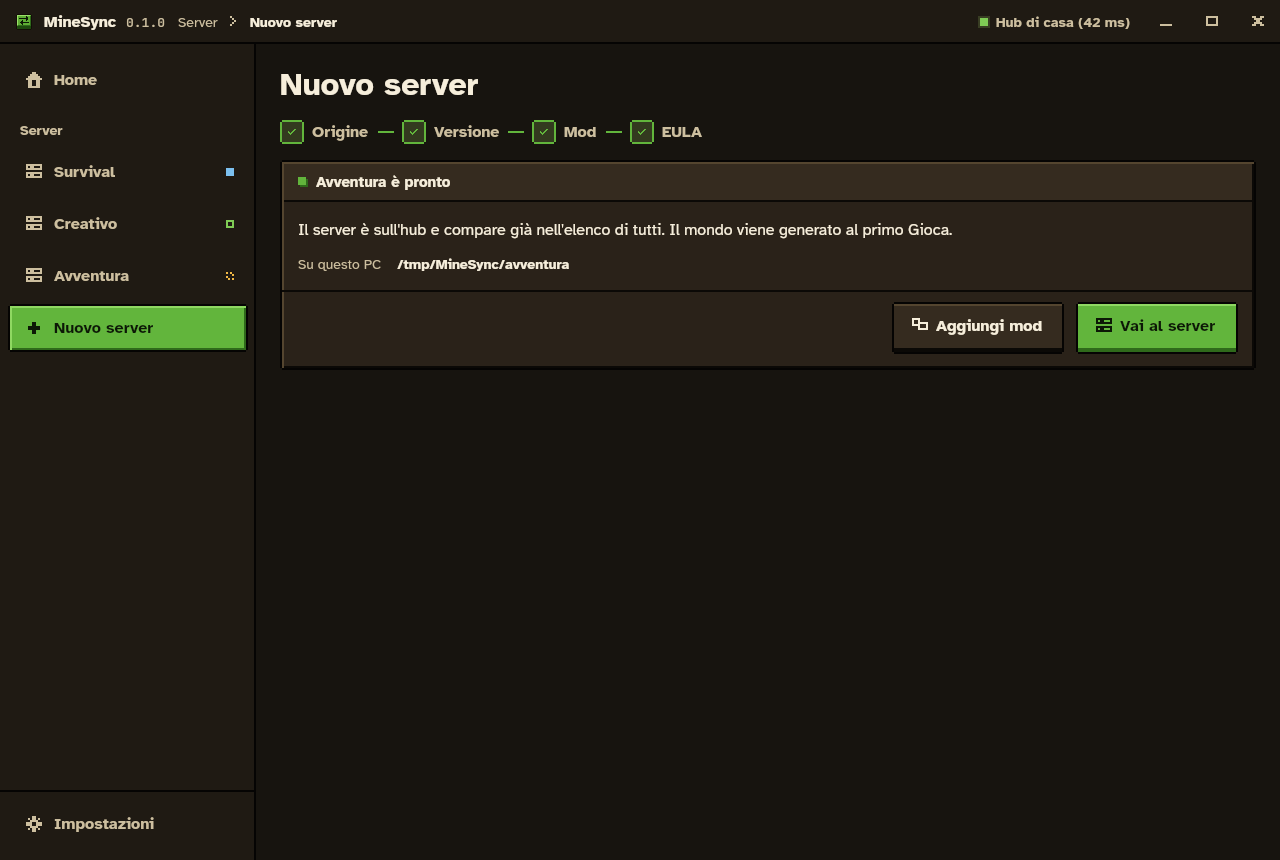 MineSync 0.1.0 Server Nuovo server
Hub di casa (42 ms)
Home
Server
Survival
Creativo
Avventura
Nuovo server
Impostazioni
Nuovo server
Origine Versione Mod EULA
Avventura è pronto
Il server è sull'hub e compare già nell'elenco di tutti. Il mondo viene generato al primo Gioca.
Su questo PC /tmp/MineSync/avventura
Aggiungi mod
Vai al server